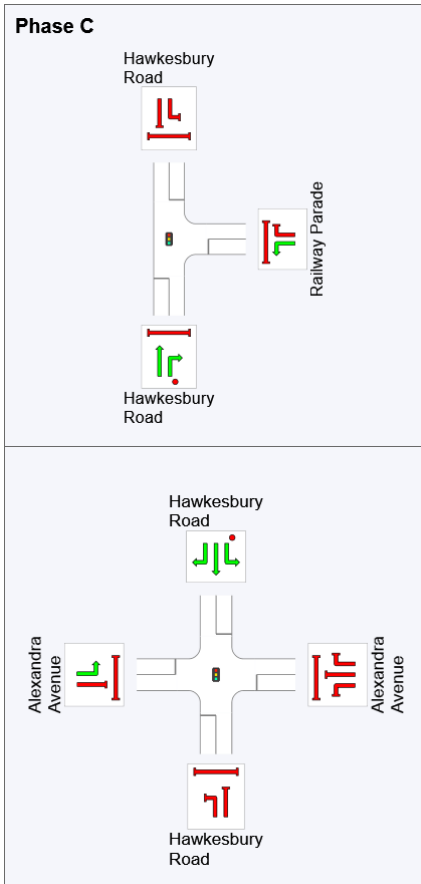 Phase C
Hawkesbury
Road
Railway Parade
Hawkesbury
Road
Hawkesbury
Road
Alexandra
Avenue
Alexandra
Avenue
Hawkesbury
Road